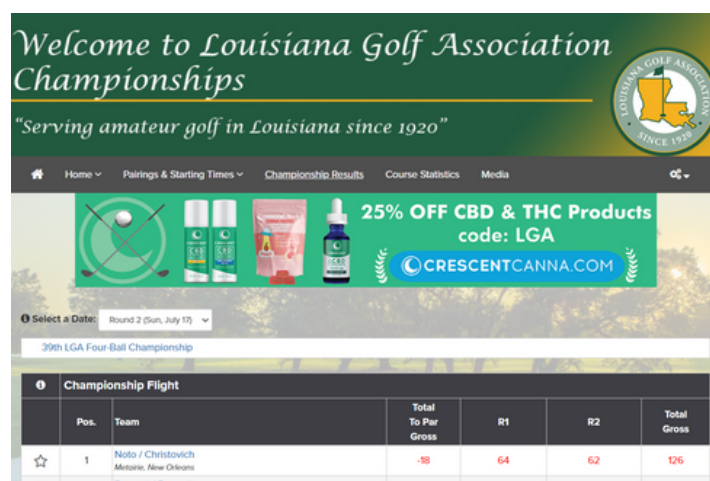 Welcome to Louisiana Golf Association
Championships
"Serving amateur golf in Louisiana since 1920"
LOUISIANA GOLF ASSOCIATION
SINCE 1920
Home
Pairings & Starting Times
Championship Results
Course Statistics
Media
25% OFF CBD & THC Products
code: LGA
CRESCENTCANNA.COM
Select a Date: Round 2 (Sun, July 17)
39th LGA Four-Ball Championship
Championship Flight
Pos. Team Total To Par Gross R1 R2 Total Gross
1 Noto / Christovich -18 64 62 126
Metairie, New Orleans